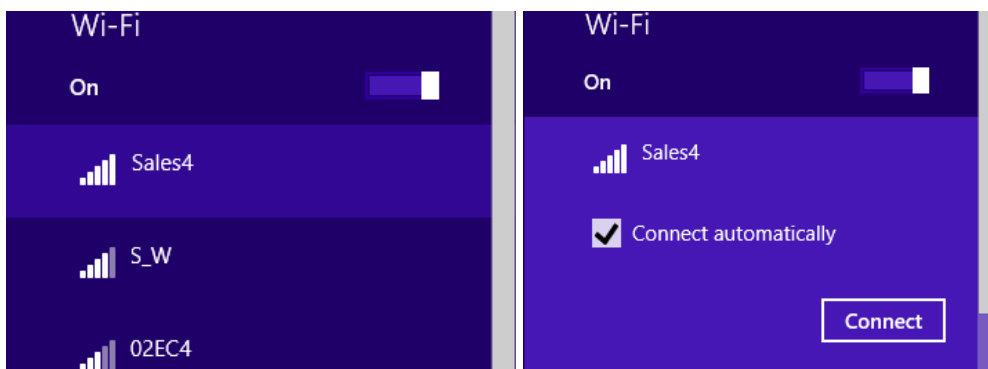 Wi-Fi
On
Sales4
S_W
02EC4
Wi-Fi
On
Sales4
Connect automatically
Connect